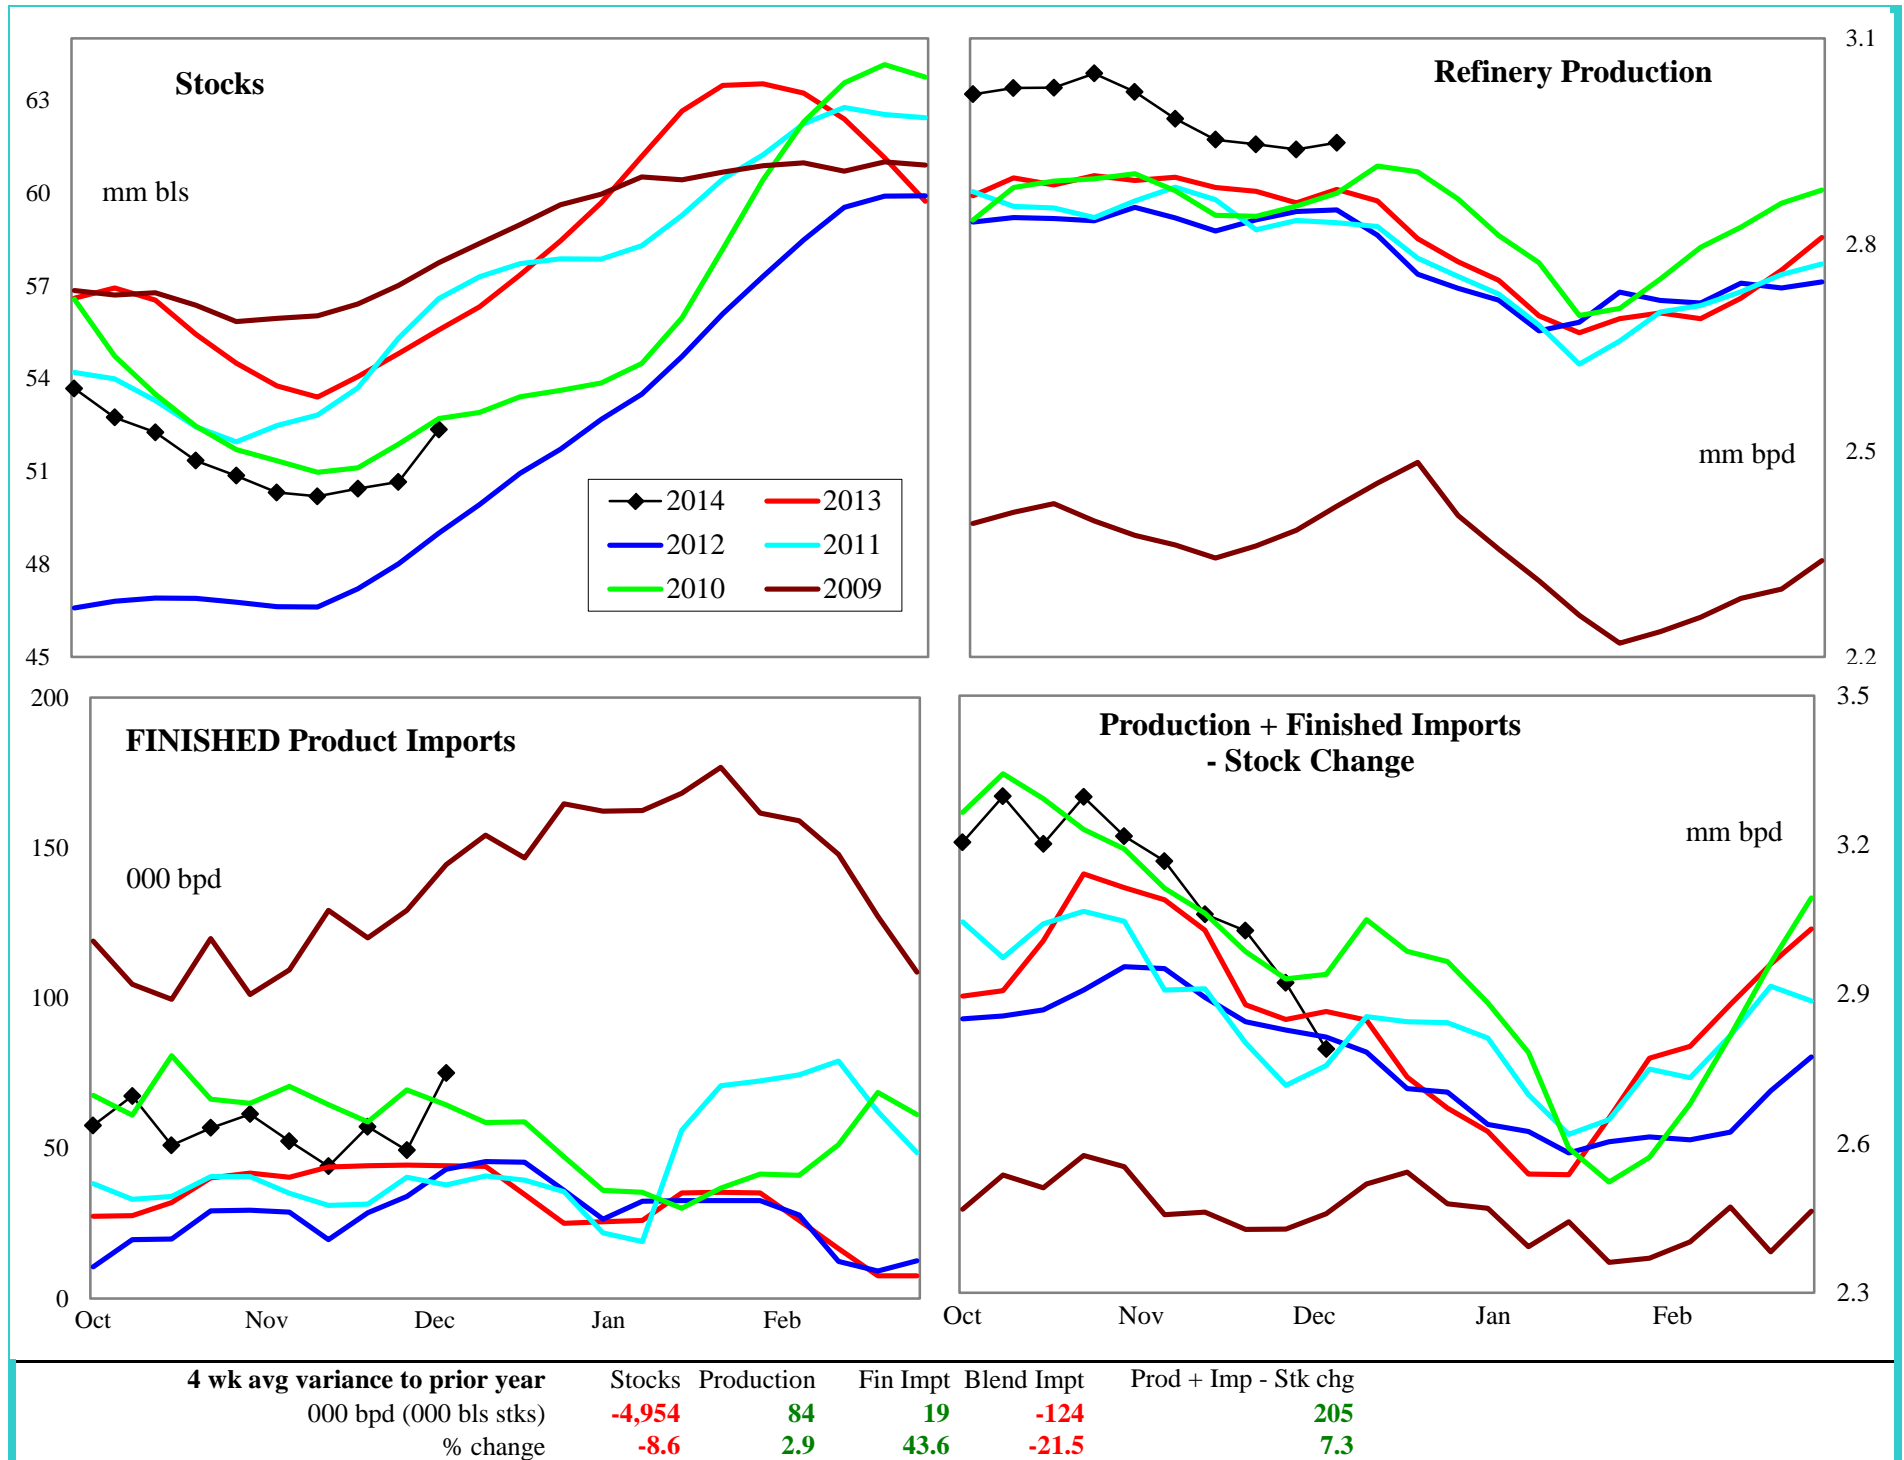 Stocks
mm bls
63
60
57
54
51
48
45
2014 2013
2012 2011
2010 2009
Refinery Production
mm bpd
3.1
2.8
2.5
2.2
FINISHED Product Imports
000 bpd
200
150
100
50
0
Oct Nov Dec Jan Feb
Production + Finished Imports
- Stock Change
mm bpd
3.5
3.2
2.9
2.6
2.3
Oct Nov Dec Jan Feb
4 wk avg variance to prior year Stocks Production Fin Impt Blend Impt Prod + Imp - Stk chg
000 bpd (000 bls stks) -4,954 84 19 -124 205
% change -8.6 2.9 43.6 -21.5 7.3